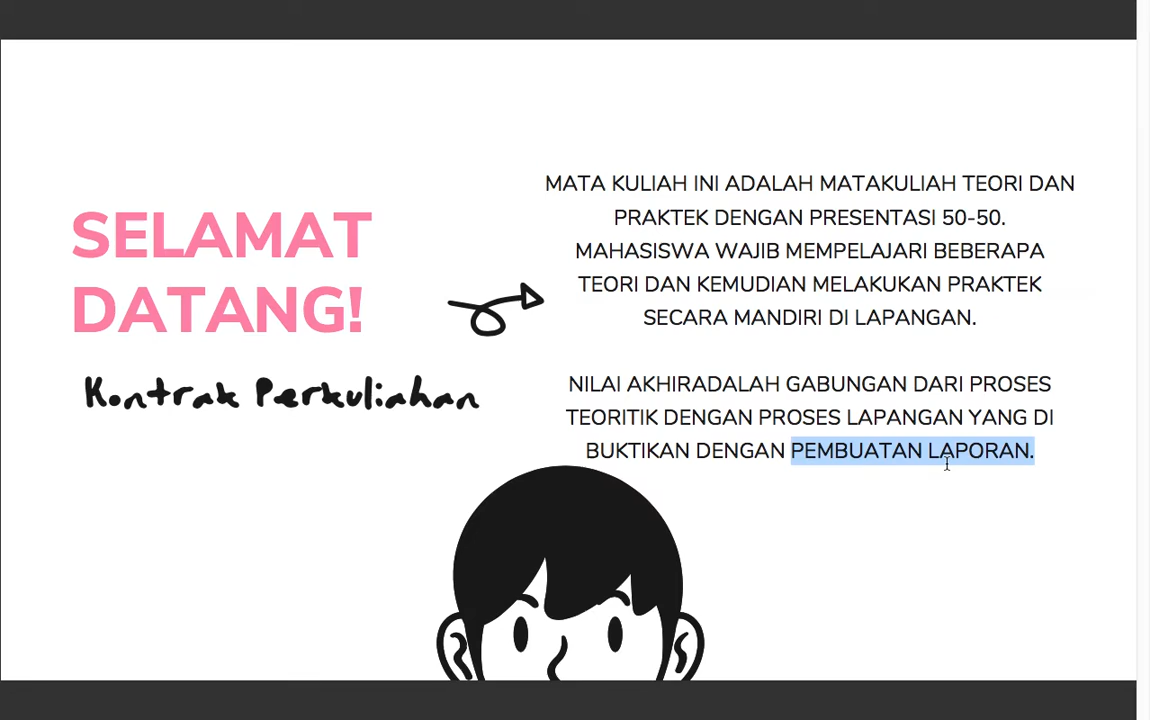 SELAMAT
DATANG!
Kontrak Perkuliahan
MATA KULIAH INI ADALAH MATAKULIAH TEORI DAN
PRAKTEK DENGAN PRESENTASI 50-50.
MAHASISWA WAJIB MEMPELAJARI BEBERAPA
TEORI DAN KEMUDIAN MELAKUKAN PRAKTEK
SECARA MANDIRI DI LAPANGAN.
NILAI AKHIRADALAH GABUNGAN DARI PROSES
TEORITIK DENGAN PROSES LAPANGAN YANG DI
BUKTIKAN DENGAN PEMBUATAN LAPORAN.